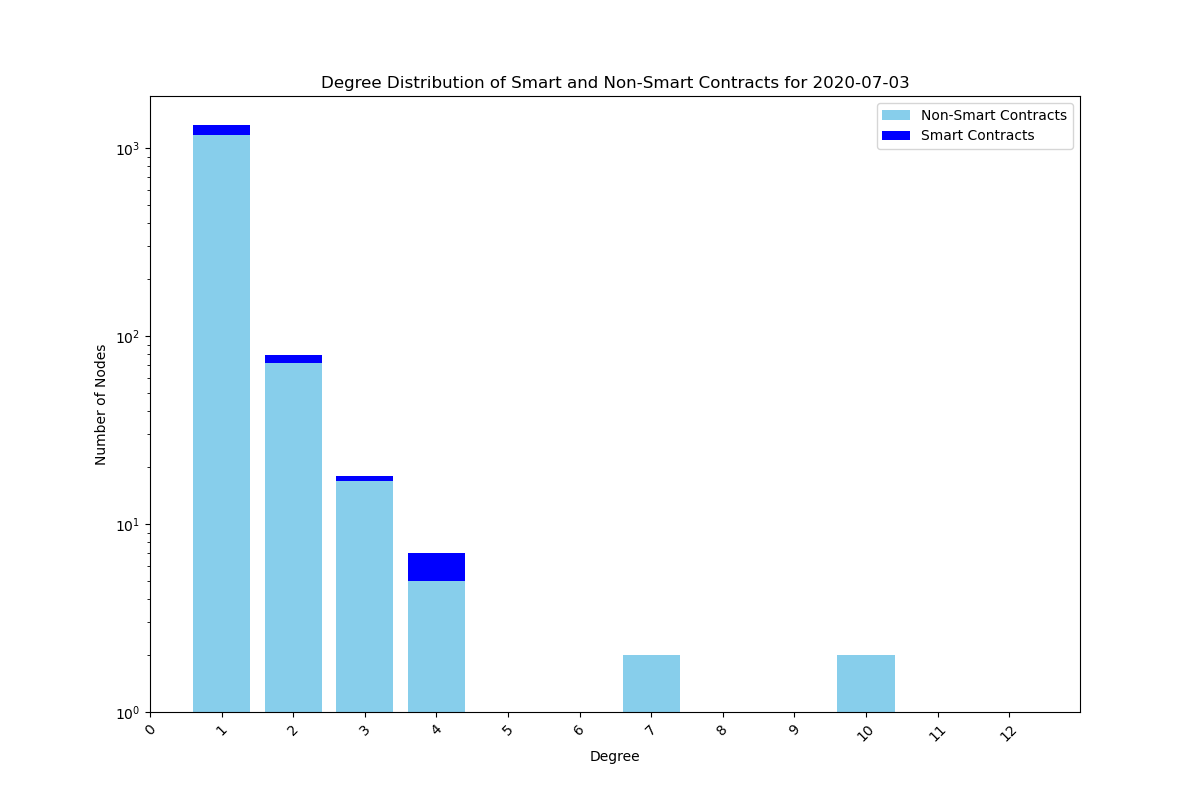 Degree Distribution of Smart and Non-Smart Contracts for 2020-07-03
Non-Smart Contracts
Smart Contracts
10³
10²
10¹
10⁰
Number of Nodes
0 1 2 3 4 5 6 7 8 9 10 11 12
Degree